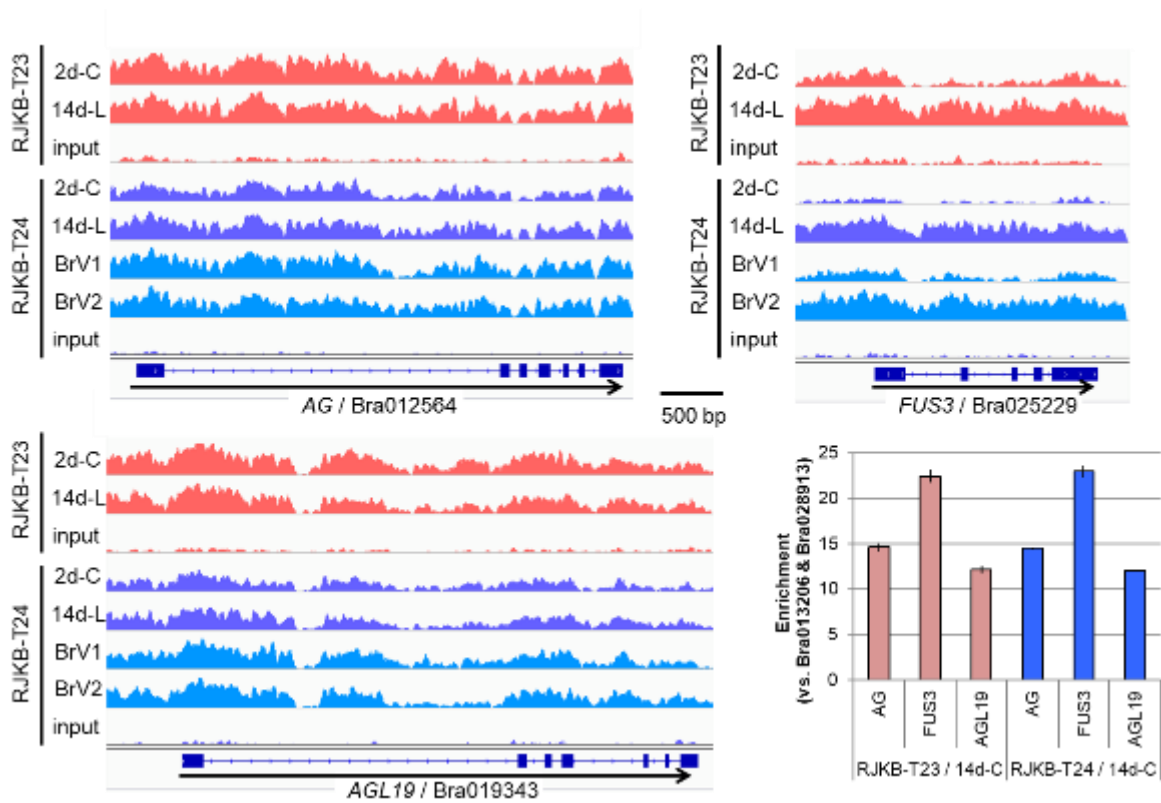 RJKB-T23
2d-C
14d-L
input
RJKB-T24
2d-C
14d-L
BrV1
BrV2
input
AG / Bra012564
RJKB-T23
2d-C
14d-L
input
RJKB-T24
2d-C
14d-L
BrV1
BrV2
input
FUS3 / Bra025229
500 bp
RJKB-T23
2d-C
14d-L
input
RJKB-T24
2d-C
14d-L
BrV1
BrV2
input
AGL19 / Bra019343
Enrichment
(vs. Bra013206 & Bra028913)
25
20
15
10
5
0
AG
FUS3
AGL19
AG
FUS3
AGL19
RJKB-T23 / 14d-C
RJKB-T24 / 14d-C